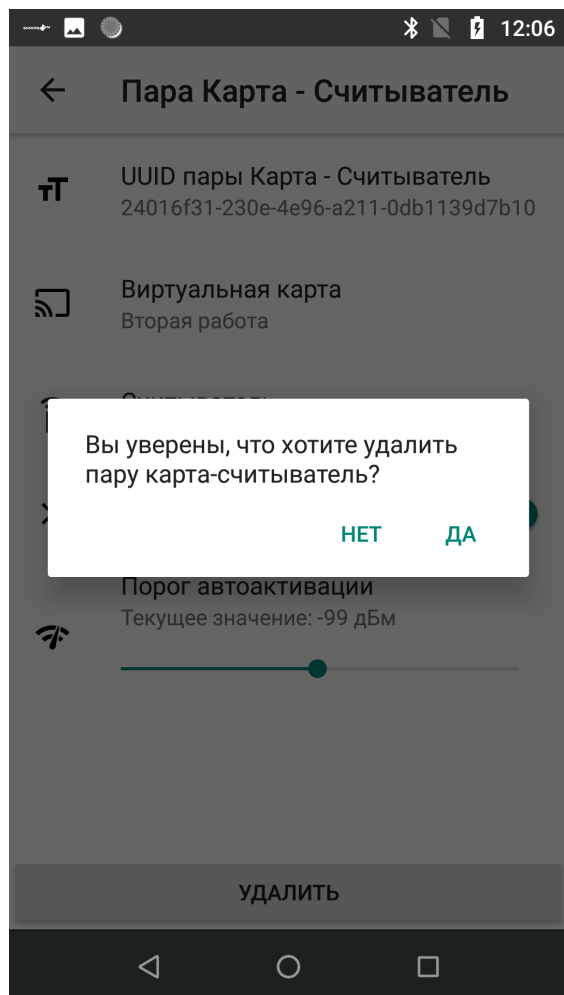 12:06
Пара Карта - Считыватель
UUID пары Карта - Считыватель
24016f31-230e-4e96-a211-0db1139d7b10
Виртуальная карта
Вторая работа
Вы уверены, что хотите удалить
пару карта-считыватель?
НЕТ ДА
Порог автоактивации
Текущее значение: -99 дБм
УДАЛИТЬ